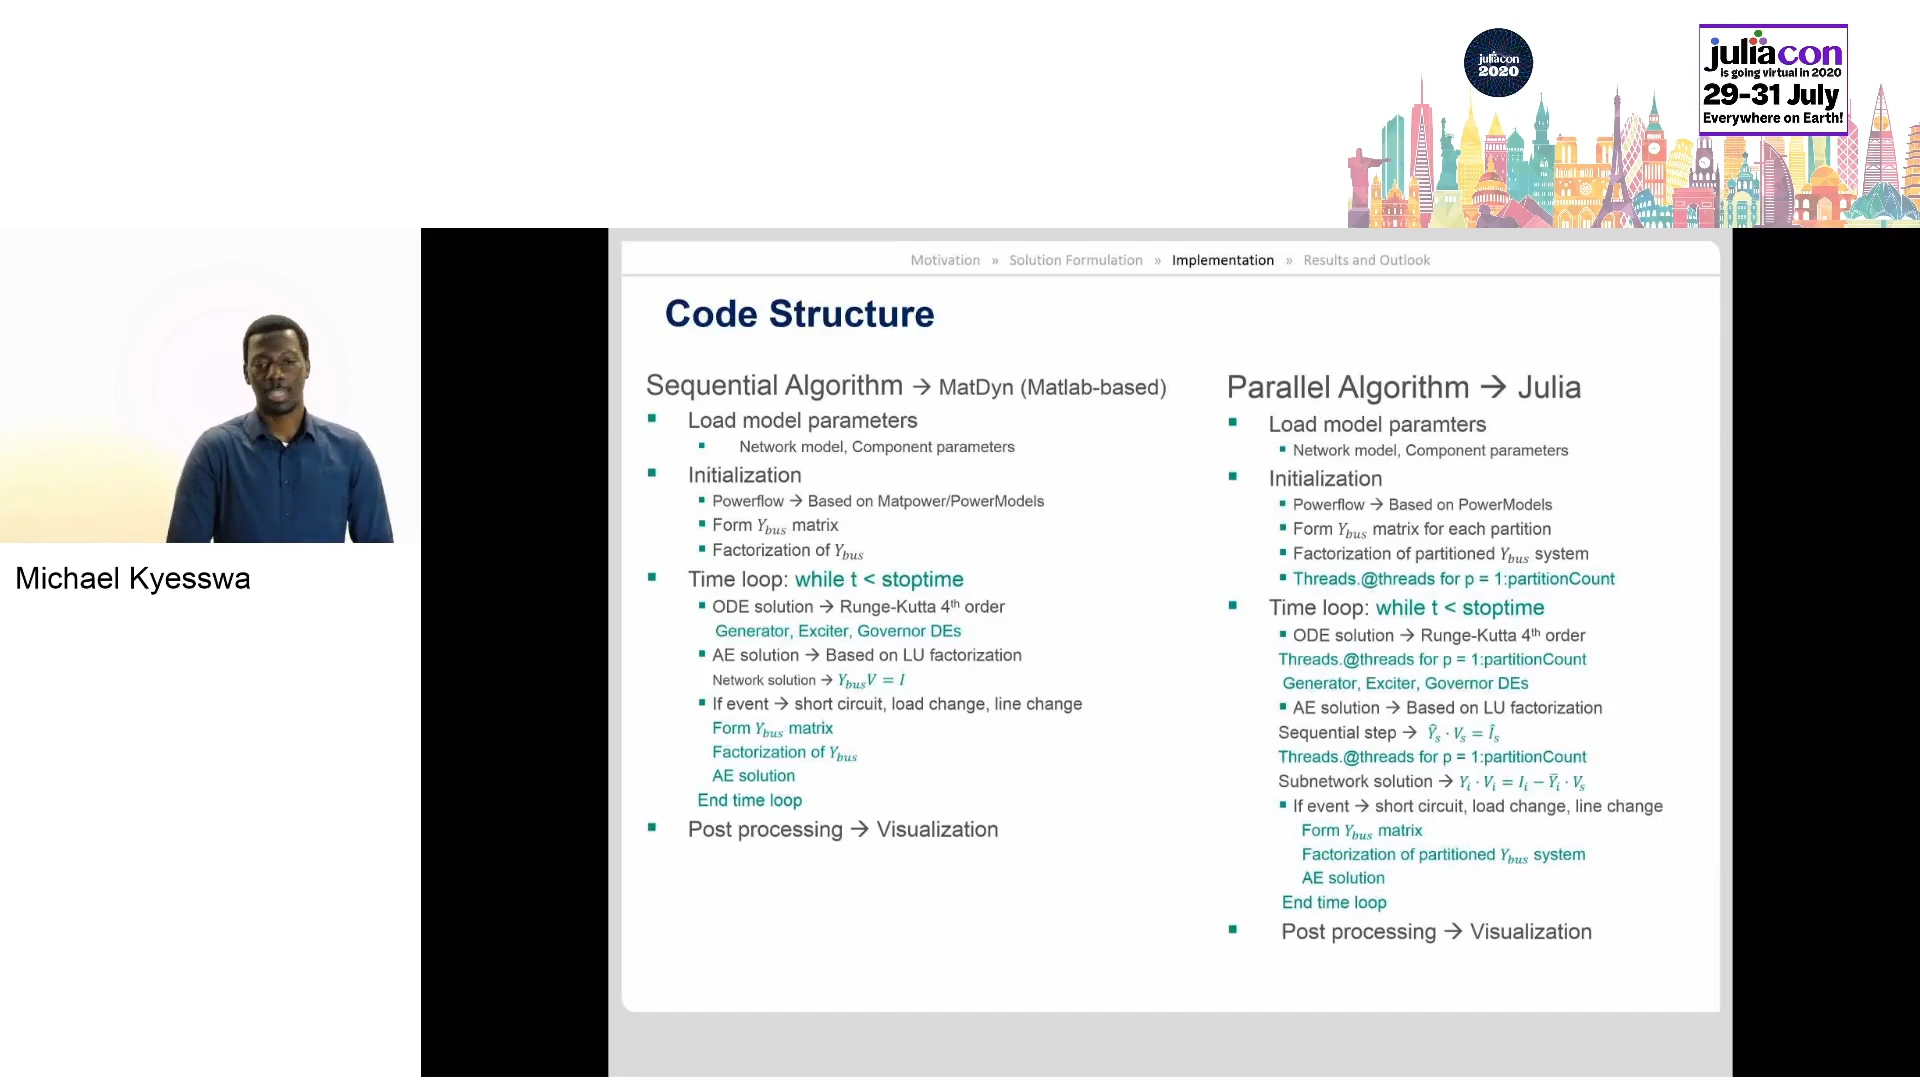 juliacon
2020
juliacon
is going virtual in 2020
29-31 July
Everywhere on Earth!
Michael Kyesswa
Motivation » Solution Formulation » Implementation » Results and Outlook
Code Structure
Sequential Algorithm → MatDyn (Matlab-based)
▪ Load model parameters
▪ Network model, Component parameters
▪ Initialization
▪ Powerflow → Based on Matpower/PowerModels
▪ Form Y_bus matrix
▪ Factorization of Y_bus
▪ Time loop: while t < stoptime
▪ ODE solution → Runge-Kutta 4th order
Generator, Exciter, Governor DEs
▪ AE solution → Based on LU factorization
Network solution → Y_bus V = I
▪ If event → short circuit, load change, line change
Form Y_bus matrix
Factorization of Y_bus
AE solution
End time loop
▪ Post processing → Visualization
Parallel Algorithm → Julia
▪ Load model paramters
▪ Network model, Component parameters
▪ Initialization
▪ Powerflow → Based on PowerModels
▪ Form Y_bus matrix for each partition
▪ Factorization of partitioned Y_bus system
▪ Threads.@threads for p = 1:partitionCount
▪ Time loop: while t < stoptime
▪ ODE solution → Runge-Kutta 4th order
Threads.@threads for p = 1:partitionCount
Generator, Exciter, Governor DEs
▪ AE solution → Based on LU factorization
Sequential step → Ŷ_s · V_s = Î_s
Threads.@threads for p = 1:partitionCount
Subnetwork solution → Y_i · V_i = I_i − Ȳ_i · V_s
▪ If event → short circuit, load change, line change
Form Y_bus matrix
Factorization of partitioned Y_bus system
AE solution
End time loop
▪ Post processing → Visualization